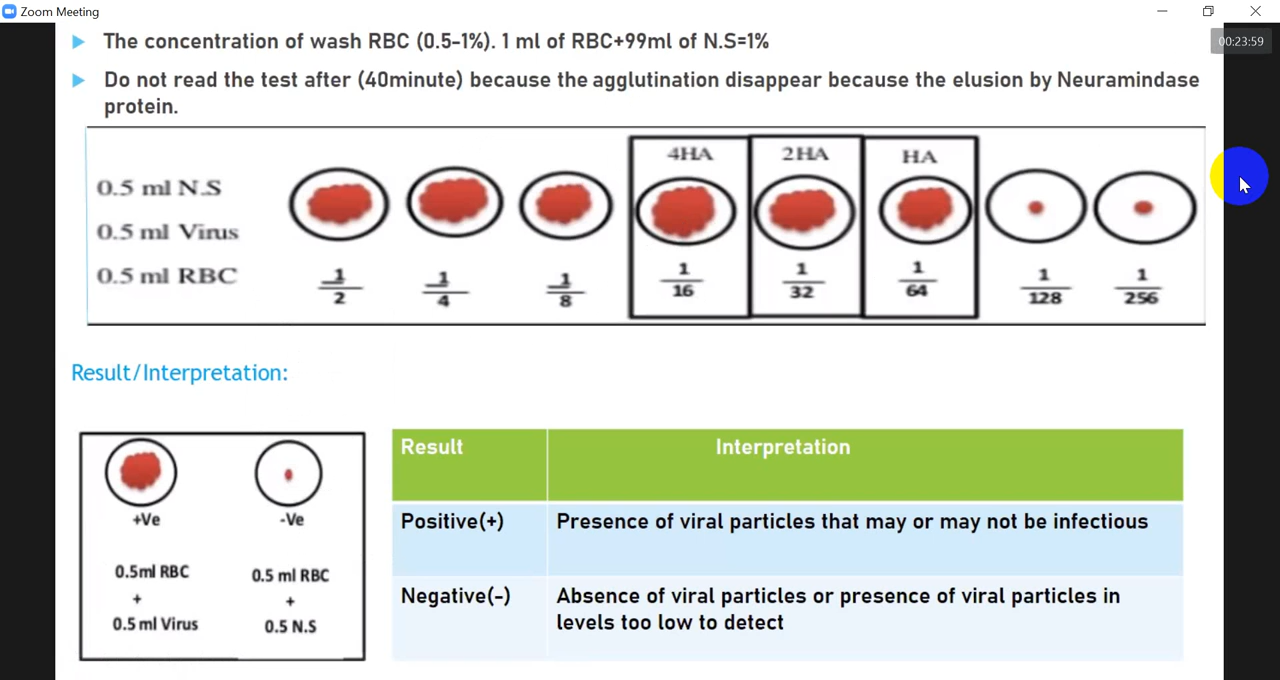 Zoom Meeting
00:23:59
The concentration of wash RBC (0.5-1%). 1 ml of RBC+99ml of N.S=1%
Do not read the test after (40minute) because the agglutination disappear because the elusion by Neuramindase
protein.
4HA 2HA HA
0.5 ml N.S
0.5 ml Virus
0.5 ml RBC
1/2 1/4 1/8 1/16 1/32 1/64 1/128 1/256
Result/Interpretation:
+Ve -Ve
0.5ml RBC 0.5 ml RBC
+ +
0.5 ml Virus 0.5 N.S
Result Interpretation
Positive(+) Presence of viral particles that may or may not be infectious
Negative(-) Absence of viral particles or presence of viral particles in
levels too low to detect